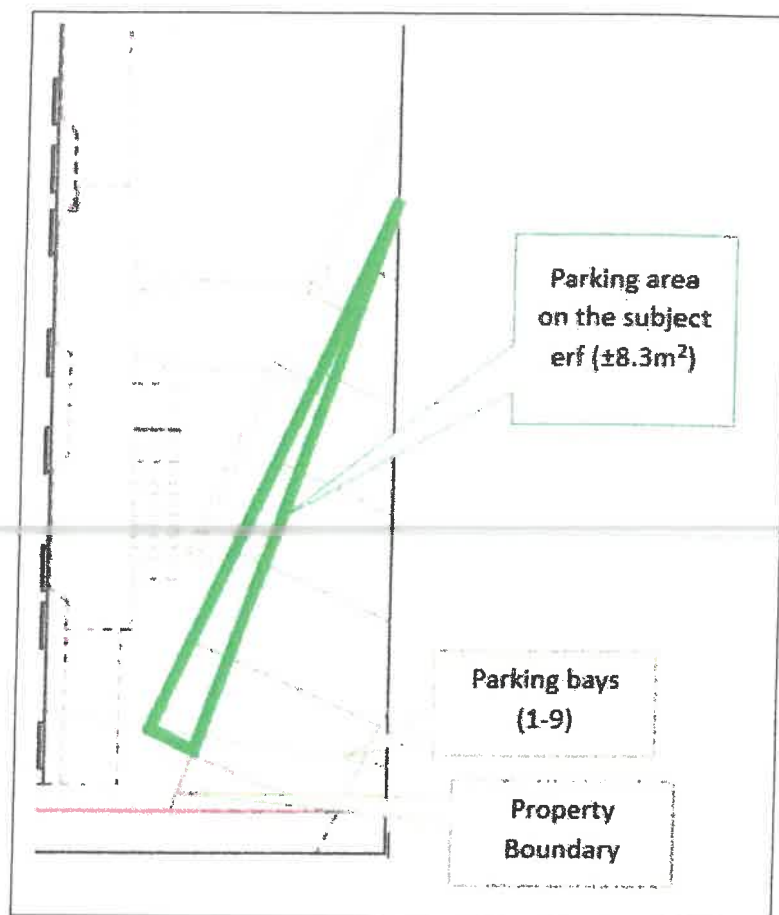 Parking area
on the subject
erf (±8.3m²)
Parking bays
(1-9)
Property
Boundary